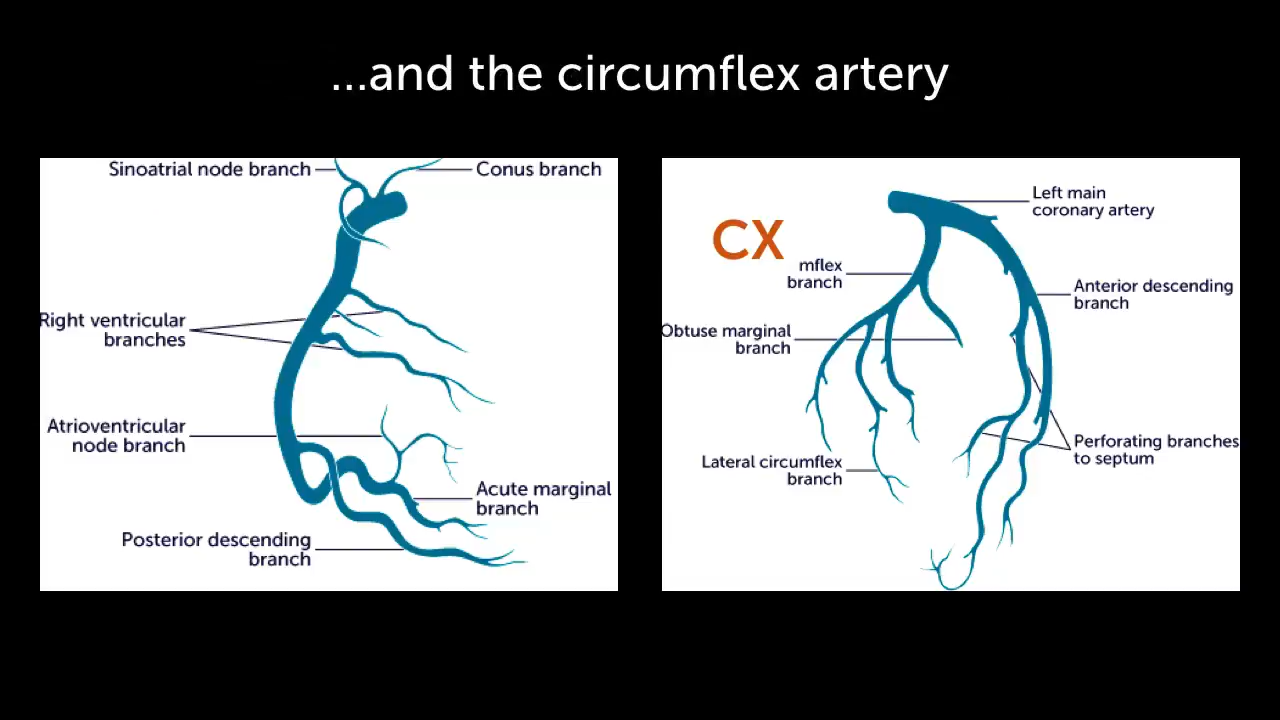 ...and the circumflex artery
Sinoatrial node branch
Conus branch
Right ventricular
branches
Atrioventricular
node branch
Acute marginal
branch
Posterior descending
branch
CX
Left main
coronary artery
mflex
branch
Anterior descending
branch
Obtuse marginal
branch
Perforating branches
to septum
Lateral circumflex
branch